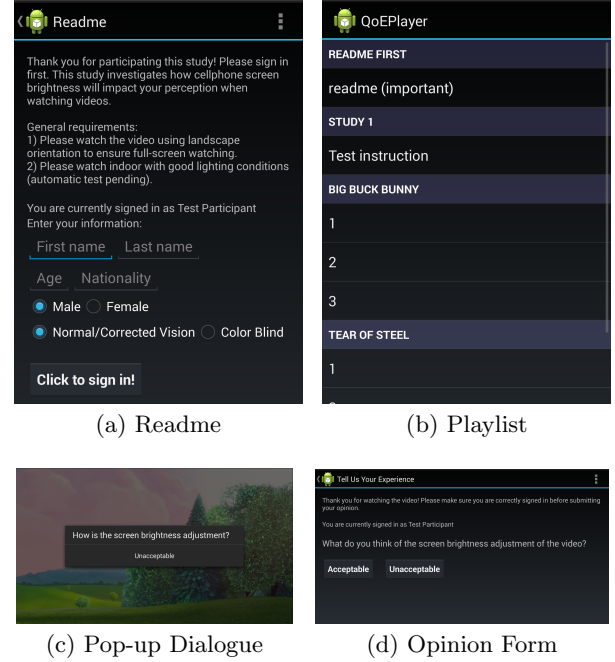 Readme
Thank you for participating this study! Please sign in
first. This study investigates how cellphone screen
brightness will impact your perception when
watching videos.
General requirements:
1) Please watch the video using landscape
orientation to ensure full-screen watching.
2) Please watch indoor with good lighting conditions
(automatic test pending).
You are currently signed in as Test Participant
Enter your information:
First name Last name
Age Nationality
Male Female
Normal/Corrected Vision Color Blind
Click to sign in!
(a) Readme
QoEPlayer
README FIRST
readme (important)
STUDY 1
Test instruction
BIG BUCK BUNNY
1
2
3
TEAR OF STEEL
1
(b) Playlist
How is the screen brightness adjustment?
Unacceptable
(c) Pop-up Dialogue
Tell Us Your Experience
Thank you for watching the video! Please make sure you are correctly signed in before submitting
your opinion.
You are currently signed in as Test Participant
What do you think of the screen brightness adjustment of the video?
Acceptable Unacceptable
(d) Opinion Form